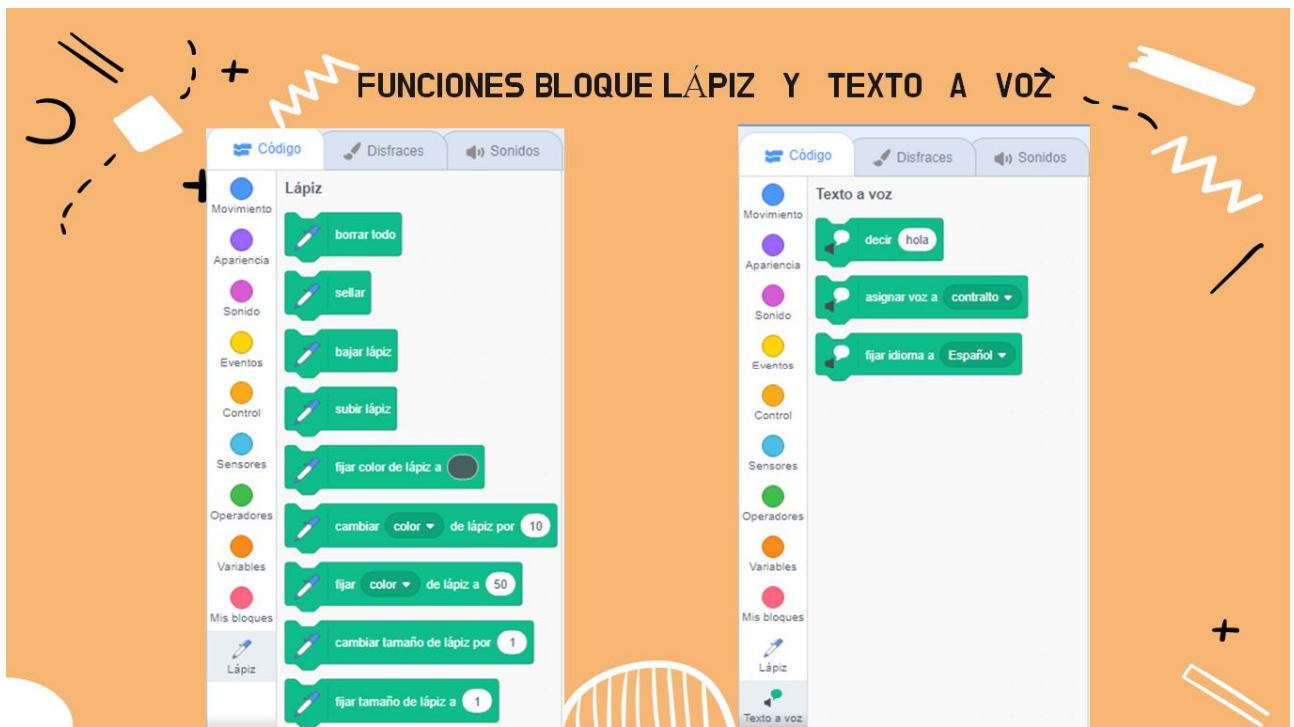 FUNCIONES BLOQUE LÁPIZ Y TEXTO A VOZ
Código Disfraces Sonidos
Movimiento
Apariencia
Sonido
Eventos
Control
Sensores
Operadores
Variables
Mis bloques
Lápiz
Lápiz
borrar todo
sellar
bajar lápiz
subir lápiz
fijar color de lápiz a
cambiar color de lápiz por 10
fijar color de lápiz a 50
cambiar tamaño de lápiz por 1
fijar tamaño de lápiz a 1
Código Disfraces Sonidos
Movimiento
Apariencia
Sonido
Eventos
Control
Sensores
Operadores
Variables
Mis bloques
Lápiz
Texto a voz
Texto a voz
decir hola
asignar voz a contralto
fijar idioma a Español